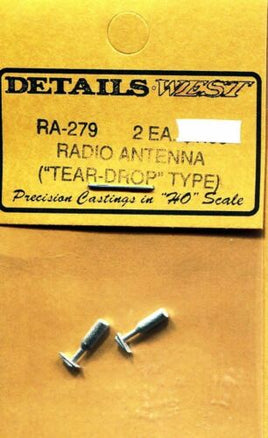 DETAILS WEST
RA-279 2 EA.
RADIO ANTENNA
("TEAR-DROP" TYPE)
Precision Castings in "HO" Scale